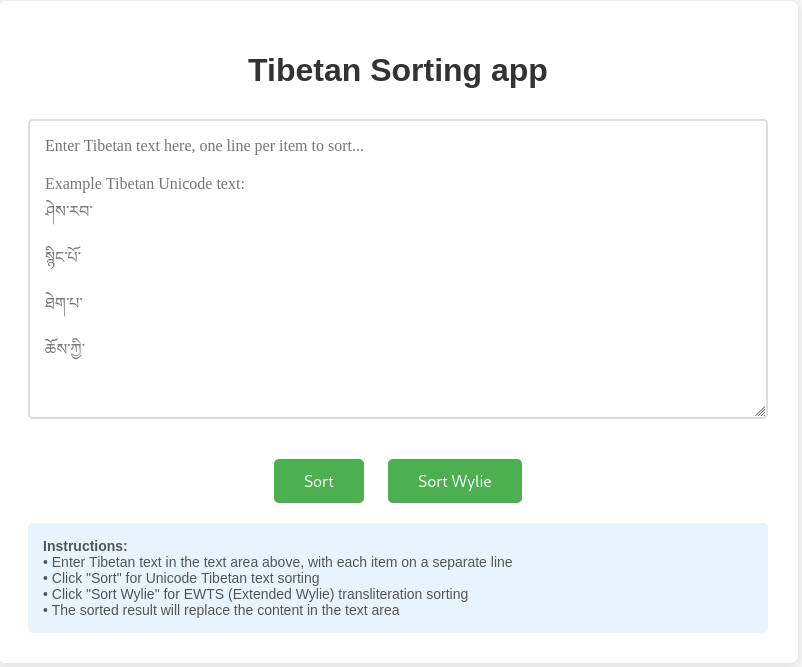 Tibetan Sorting app
Enter Tibetan text here, one line per item to sort...
Example Tibetan Unicode text:
ཤེས་རབ་
སྙིང་པོ་
ཐེག་པ་
ཆོས་ཀྱི་
Sort
Sort Wylie
Instructions:
• Enter Tibetan text in the text area above, with each item on a separate line
• Click "Sort" for Unicode Tibetan text sorting
• Click "Sort Wylie" for EWTS (Extended Wylie) transliteration sorting
• The sorted result will replace the content in the text area